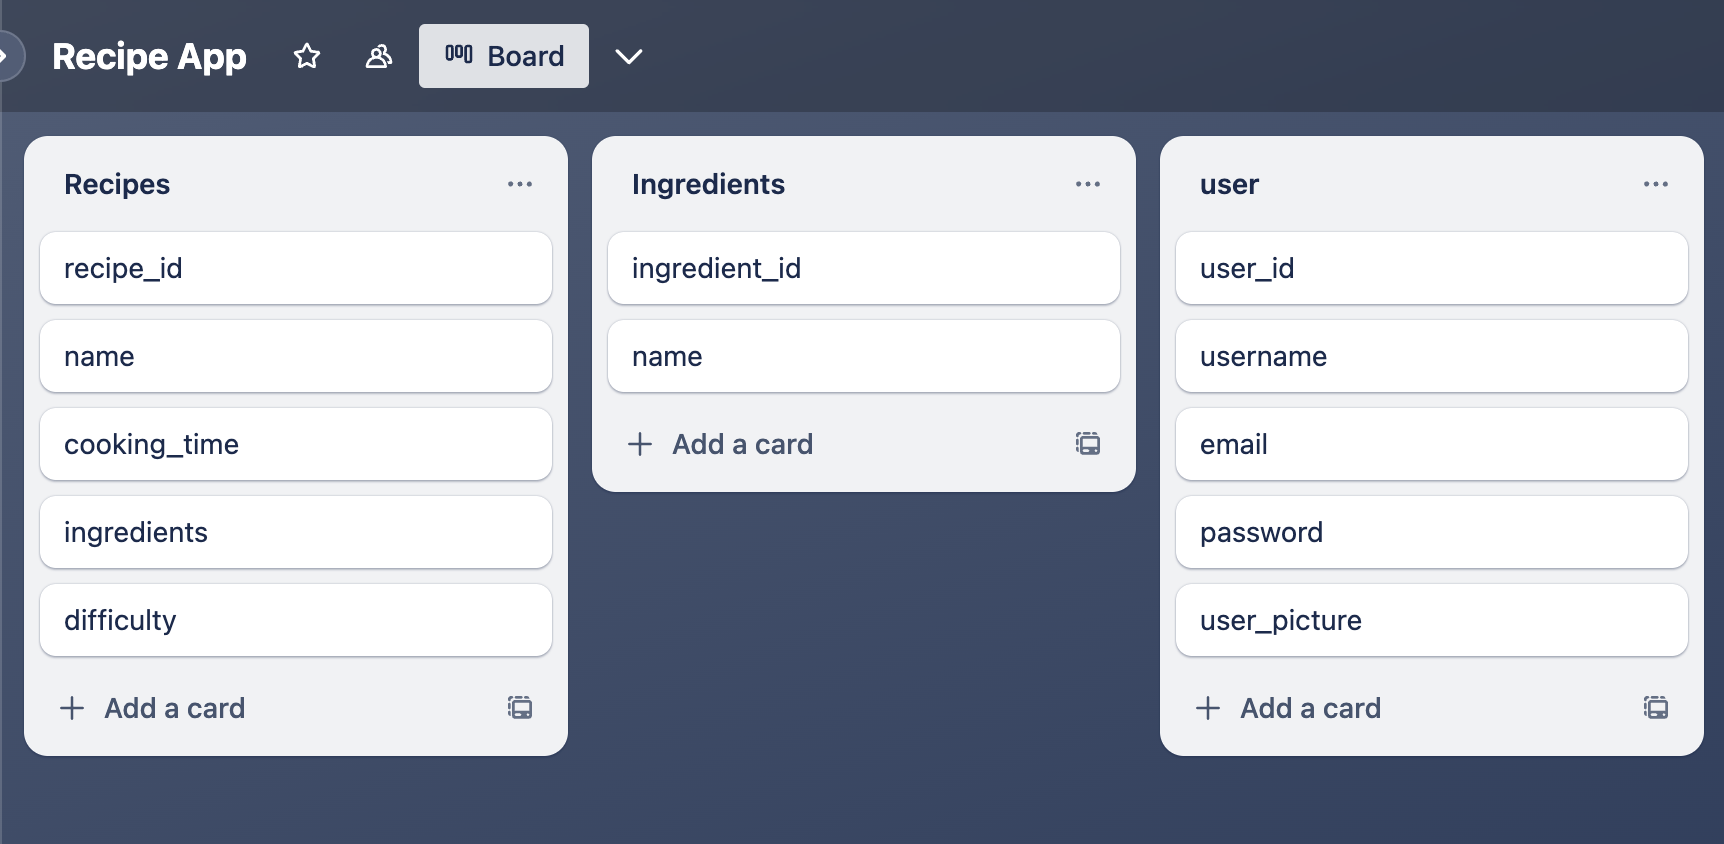 Recipe App
Board
Recipes
recipe_id
name
cooking_time
ingredients
difficulty
Add a card
Ingredients
ingredient_id
name
Add a card
user
user_id
username
email
password
user_picture
Add a card